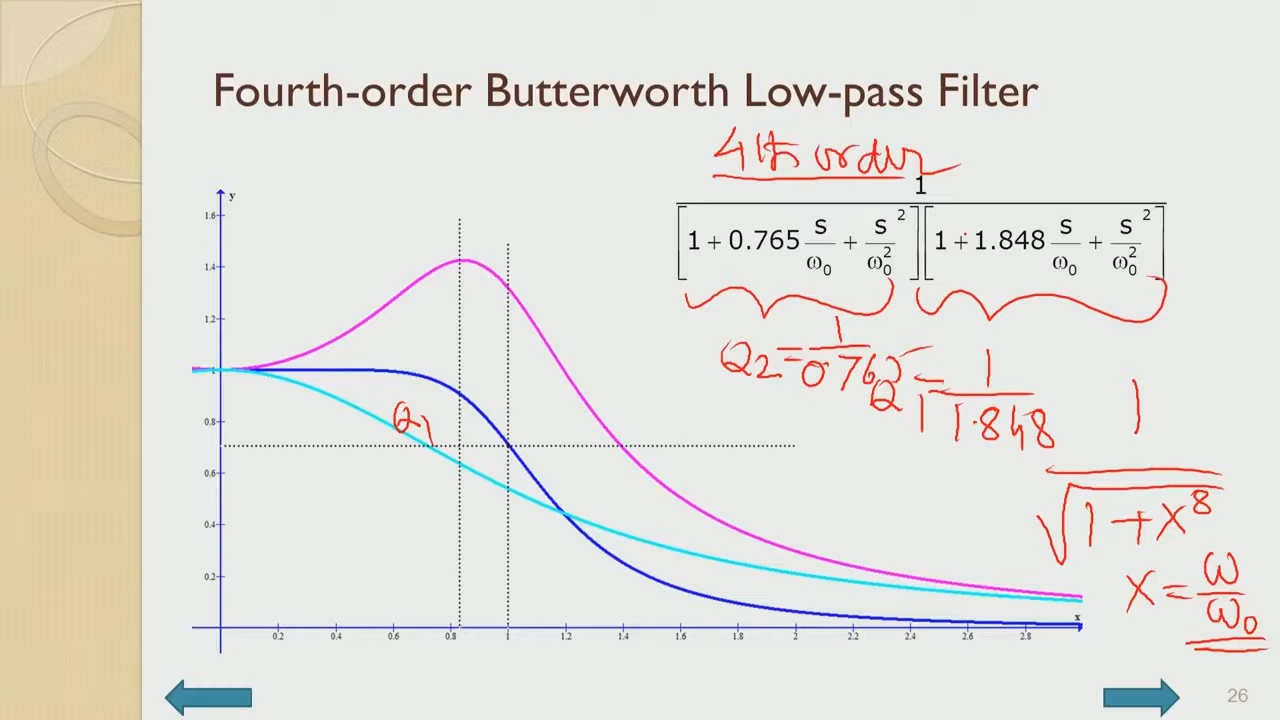 Fourth-order Butterworth Low-pass Filter
4th order
1
[1 + 0.765 s/ω₀ + s²/ω₀²] [1 + 1.848 s/ω₀ + s²/ω₀²]
Q2 = 1/0.765
Q1 = 1/1.848
1/√(1 + x⁸)
x = ω/ω₀
Q1
y
1.6
1.4
1.2
1
0.8
0.6
0.4
0.2
0.2 0.4 0.6 0.8 1 1.2 1.4 1.6 1.8 2 2.2 2.4 2.6 2.8
x
26